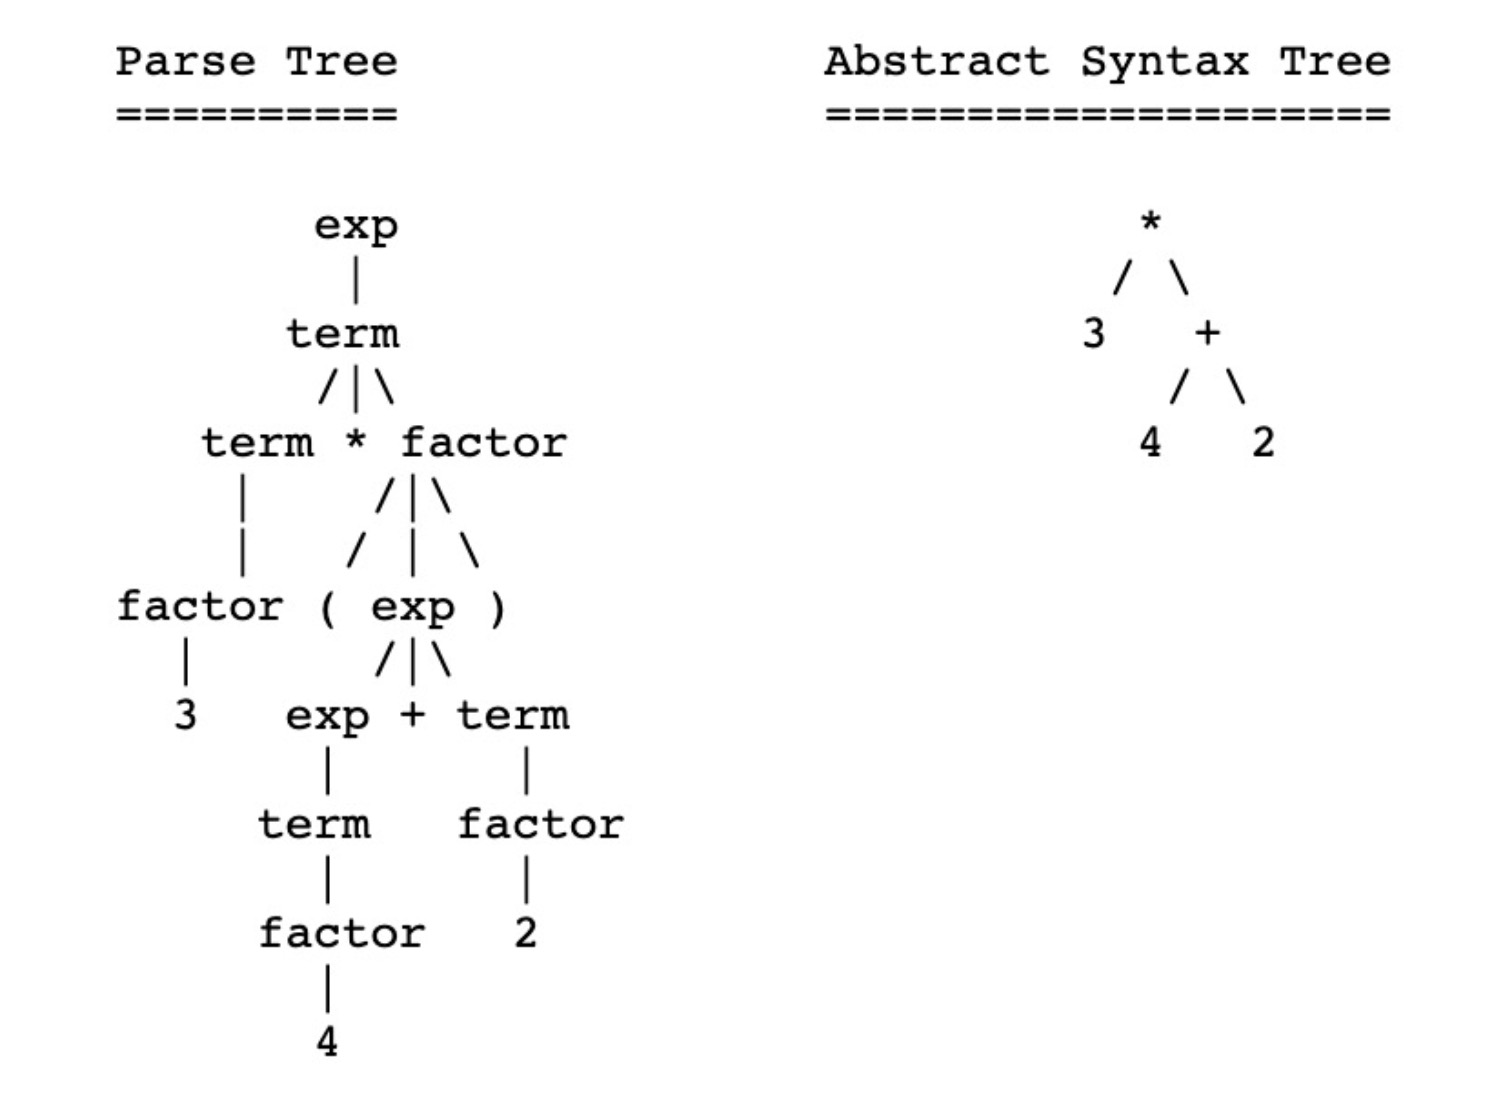 Parse Tree                     Abstract Syntax Tree
==========               ====================
       exp                            *
        |                            / \
      term                          3   +
       /|\                             / \
   term * factor                      4   2
    |    /|\
    |   / | \
factor ( exp )
  |      /|\
  3   exp + term
       |      |
     term   factor
       |      |
     factor   2
       |
       4